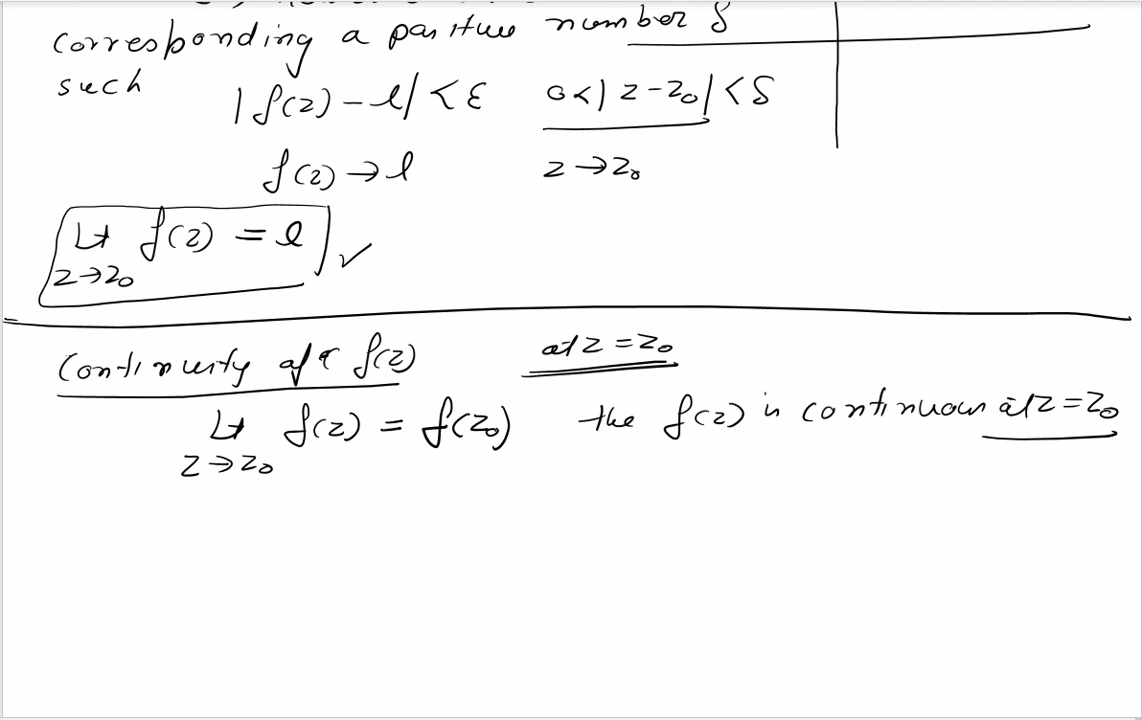 corresponding a positive number δ
such
|f(z) - l| < ε   0 < |z - z₀| < δ
f(z) → l   z → z₀
Lt f(z) = l ✓
z → z₀
Continuity of a f(z)   at z = z₀
Lt f(z) = f(z₀)   the f(z) is continuous at z = z₀
z → z₀